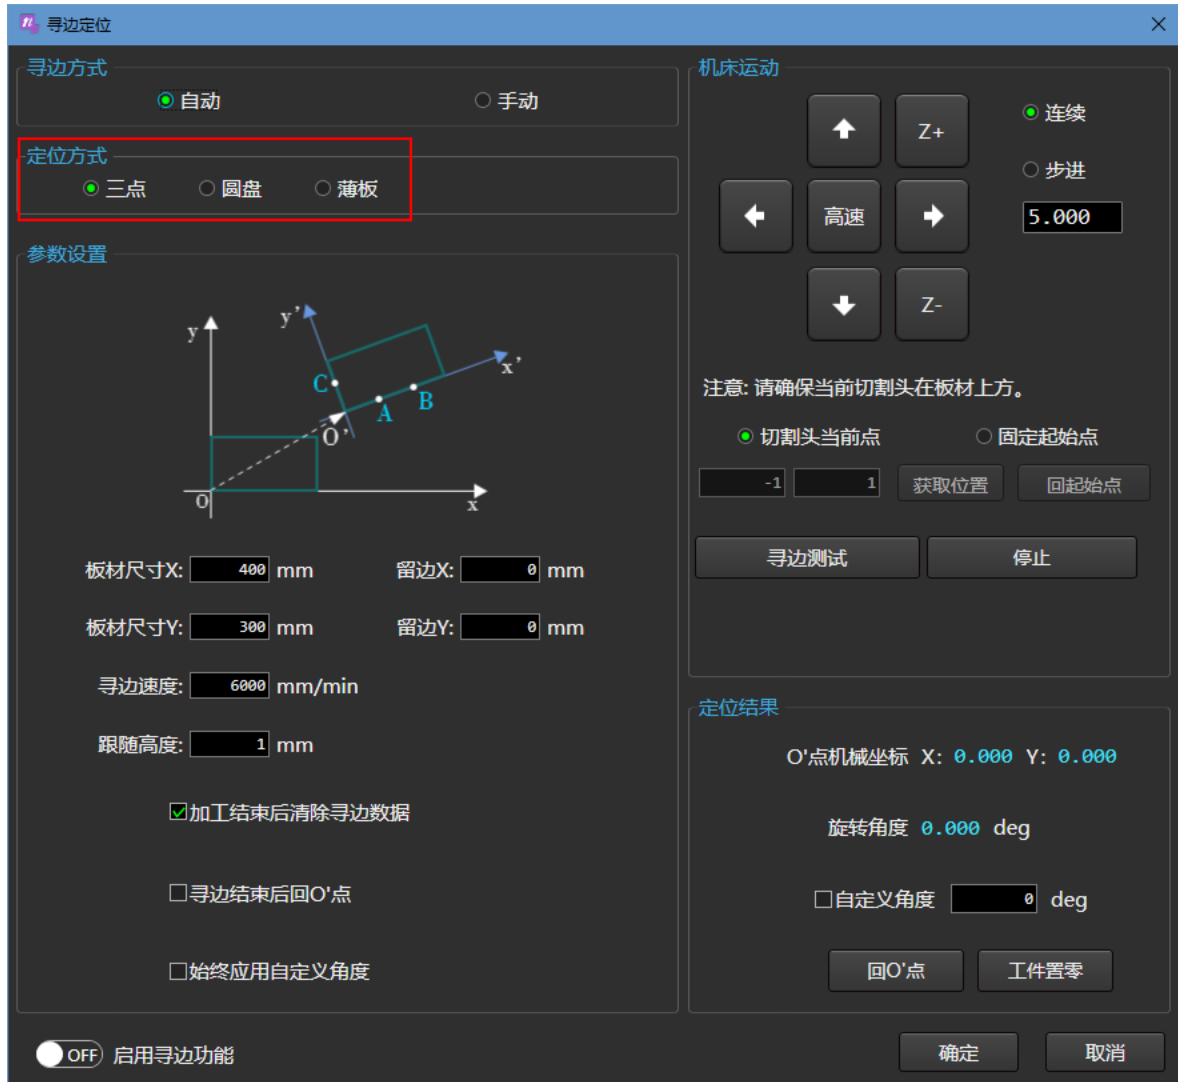 寻边定位
寻边方式
自动 手动
定位方式
三点 圆盘 薄板
参数设置
y y'
x'
C A B
O'
O x
板材尺寸X: 400 mm 留边X: 0 mm
板材尺寸Y: 300 mm 留边Y: 0 mm
寻边速度: 6000 mm/min
跟随高度: 1 mm
加工结束后清除寻边数据
寻边结束后回O'点
始终应用自定义角度
OFF 启用寻边功能
机床运动
Z+ 连续
步进
高速 5.000
Z-
注意: 请确保当前切割头在板材上方。
切割头当前点 固定起始点
-1 1 获取位置 回起始点
寻边测试 停止
定位结果
O'点机械坐标 X: 0.000 Y: 0.000
旋转角度 0.000 deg
自定义角度 0 deg
回O'点 工件置零
确定 取消